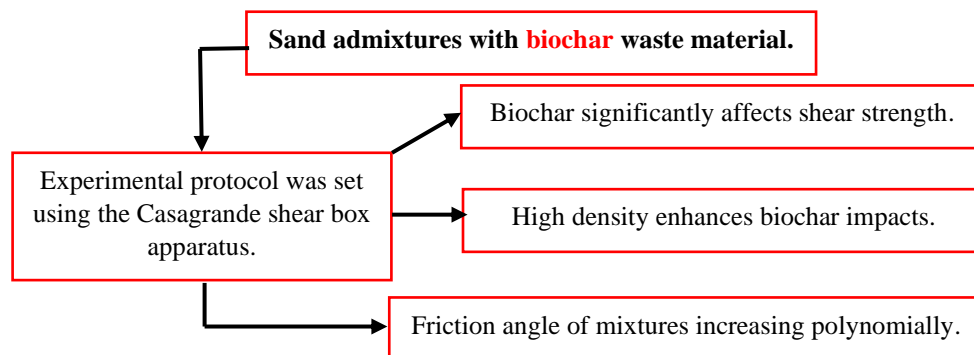 Sand admixtures with biochar waste material.
Biochar significantly affects shear strength.
Experimental protocol was set
using the Casagrande shear box
apparatus.
High density enhances biochar impacts.
Friction angle of mixtures increasing polynomially.